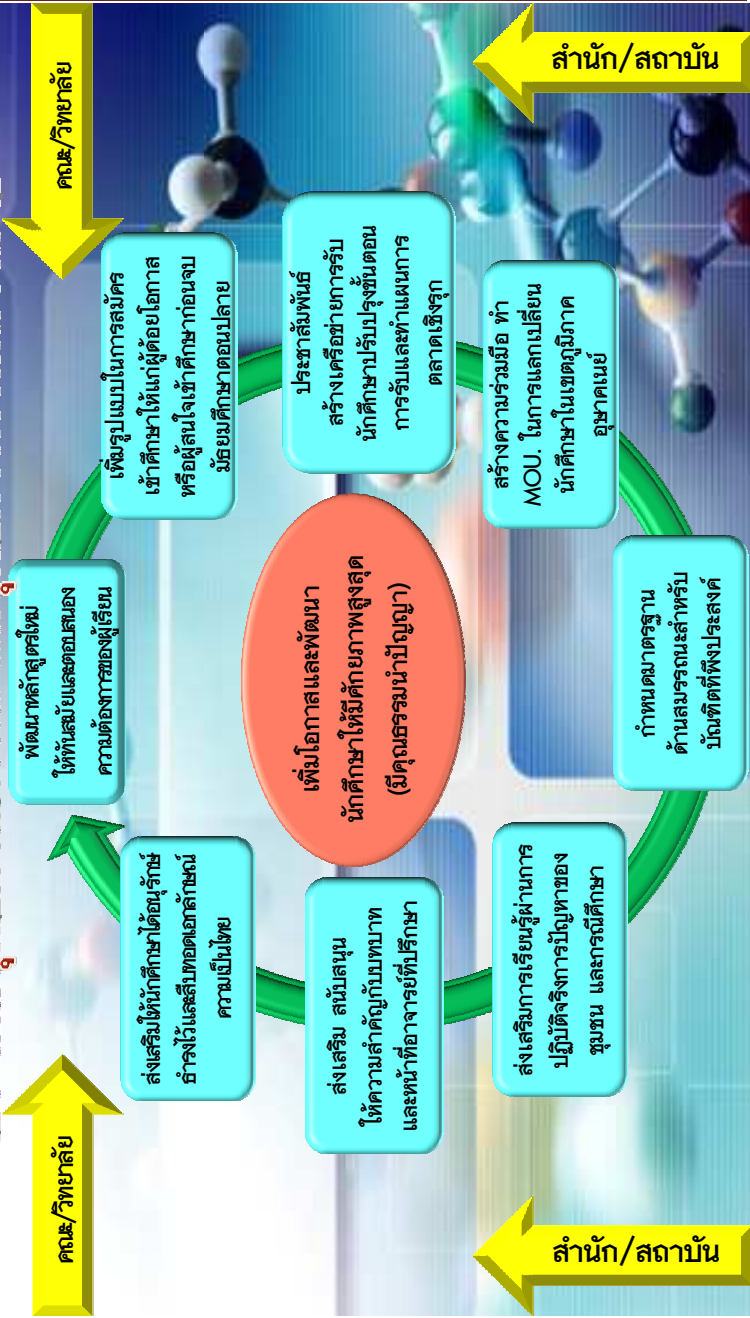 คณะ/วิทยาลัย
คณะ/วิทยาลัย
พัฒนาหลักสูตรใหม่
ให้ทันสมัยและตอบสนอง
ความต้องการของผู้เรียน
เพิ่มรูปแบบในการสมัคร
เข้าศึกษาให้แก่ผู้ด้อยโอกาส
หรือผู้สนใจเข้าศึกษาก่อนจบ
มัธยมศึกษาตอนปลาย
ประชาสัมพันธ์
สร้างเครือข่ายการรับ
นักศึกษาปรับปรุงขั้นตอน
การรับและทำแผนการ
ตลาดเชิงรุก
สร้างความร่วมมือ ทำ
MOU. ในการแลกเปลี่ยน
นักศึกษาในเขตภูมิภาค
อุษาคเนย์
กำหนดมาตรฐาน
ด้านสมรรถนะสำหรับ
บัณฑิตที่พึงประสงค์
ส่งเสริมการเรียนรู้ผ่านการ
ปฏิบัติจริงการปัญหาของ
ชุมชน และกรณีศึกษา
ส่งเสริม สนับสนุน
ให้ความสำคัญกับบทบาท
และหน้าที่อาจารย์ที่ปรึกษา
ส่งเสริมให้นักศึกษาได้อนุรักษ์
ธำรงไว้และสืบทอดเอกลักษณ์
ความเป็นไทย
เพิ่มโอกาสและพัฒนา
นักศึกษาให้มีศักยภาพสูงสุด
(มีคุณธรรมนำปัญญา)
สำนัก/สถาบัน
สำนัก/สถาบัน